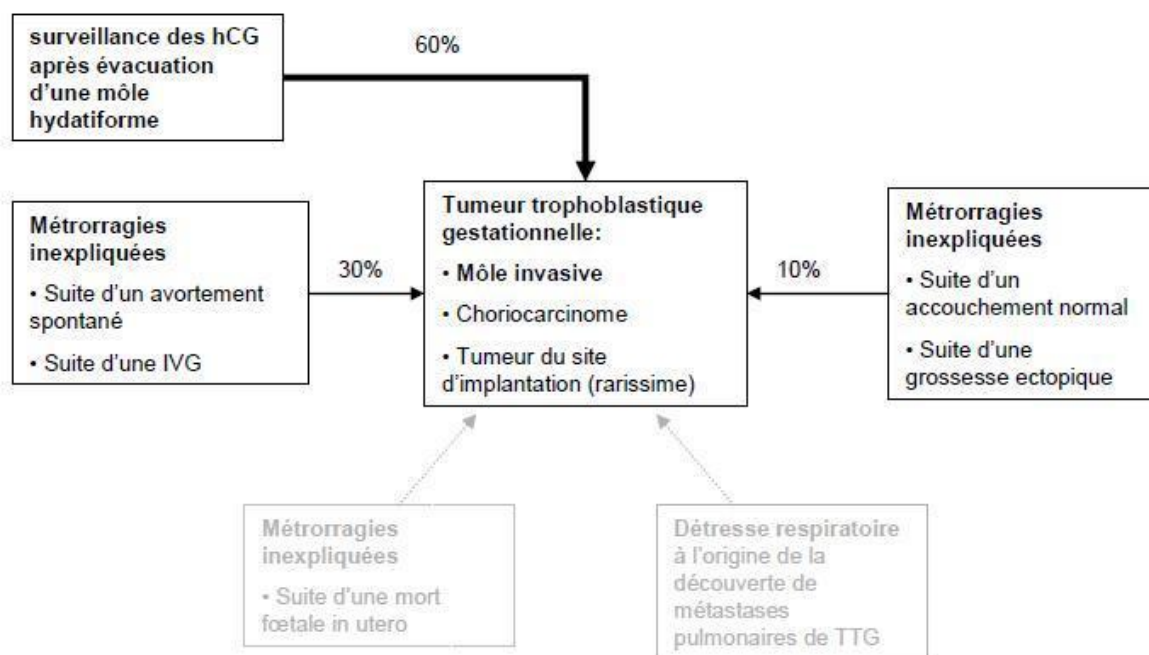 surveillance des hCG
après évacuation
d'une môle
hydatiforme
60%
Métrorragies
inexpliquées
• Suite d'un avortement
spontané
• Suite d'une IVG
30%
Tumeur trophoblastique
gestationnelle:
• Môle invasive
• Choriocarcinome
• Tumeur du site
d'implantation (rarissime)
10%
Métrorragies
inexpliquées
• Suite d'un
accouchement normal
• Suite d'une
grossesse ectopique
Métrorragies
inexpliquées
• Suite d'une mort
fœtale in utero
Détresse respiratoire
à l'origine de la
découverte de
métastases
pulmonaires de TTG